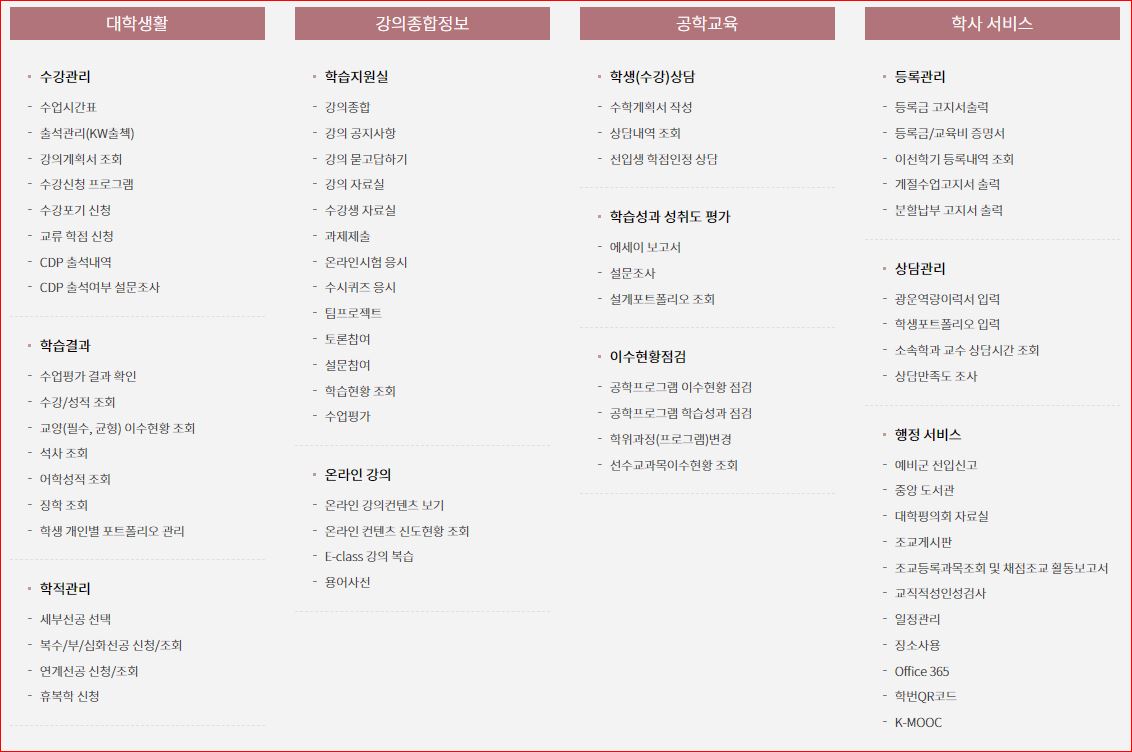 대학생활
수강관리
수업시간표
출석관리(KW출첵)
강의계획서 조회
수강신청 프로그램
수강포기 신청
교류 학점 신청
CDP 출석내역
CDP 출석여부 설문조사
학습결과
수업평가 결과 확인
수강/성적 조회
교양(필수, 균형) 이수현황 조회
석차 조회
어학성적 조회
장학 조회
학생 개인별 포트폴리오 관리
학적관리
세부전공 선택
복수/부/심화전공 신청/조회
연계전공 신청/조회
휴복학 신청
강의종합정보
학습지원실
강의종합
강의 공지사항
강의 묻고답하기
강의 자료실
수강생 자료실
과제제출
온라인시험 응시
수시퀴즈 응시
팀프로젝트
토론참여
설문참여
학습현황 조회
수업평가
온라인 강의
온라인 강의컨텐츠 보기
온라인 컨텐츠 진도현황 조회
E-class 강의 복습
용어사전
공학교육
학생(수강)상담
수학계획서 작성
상담내역 조회
전입생 학점인정 상담
학습성과 성취도 평가
에세이 보고서
설문조사
설계포트폴리오 조회
이수현황점검
공학프로그램 이수현황 점검
공학프로그램 학습성과 점검
학위과정(프로그램)변경
선수교과목이수현황 조회
학사 서비스
등록관리
등록금 고지서출력
등록금/교육비 증명서
이전학기 등록내역 조회
계절수업고지서 출력
분할납부 고지서 출력
상담관리
광운역량이력서 입력
학생포트폴리오 입력
소속학과 교수 상담시간 조회
상담만족도 조사
행정 서비스
예비군 전입신고
중앙 도서관
대학평의회 자료실
조교게시판
조교등록과목조회 및 채점조교 활동보고서
교직적성인성검사
일정관리
장소사용
Office 365
학번QR코드
K-MOOC